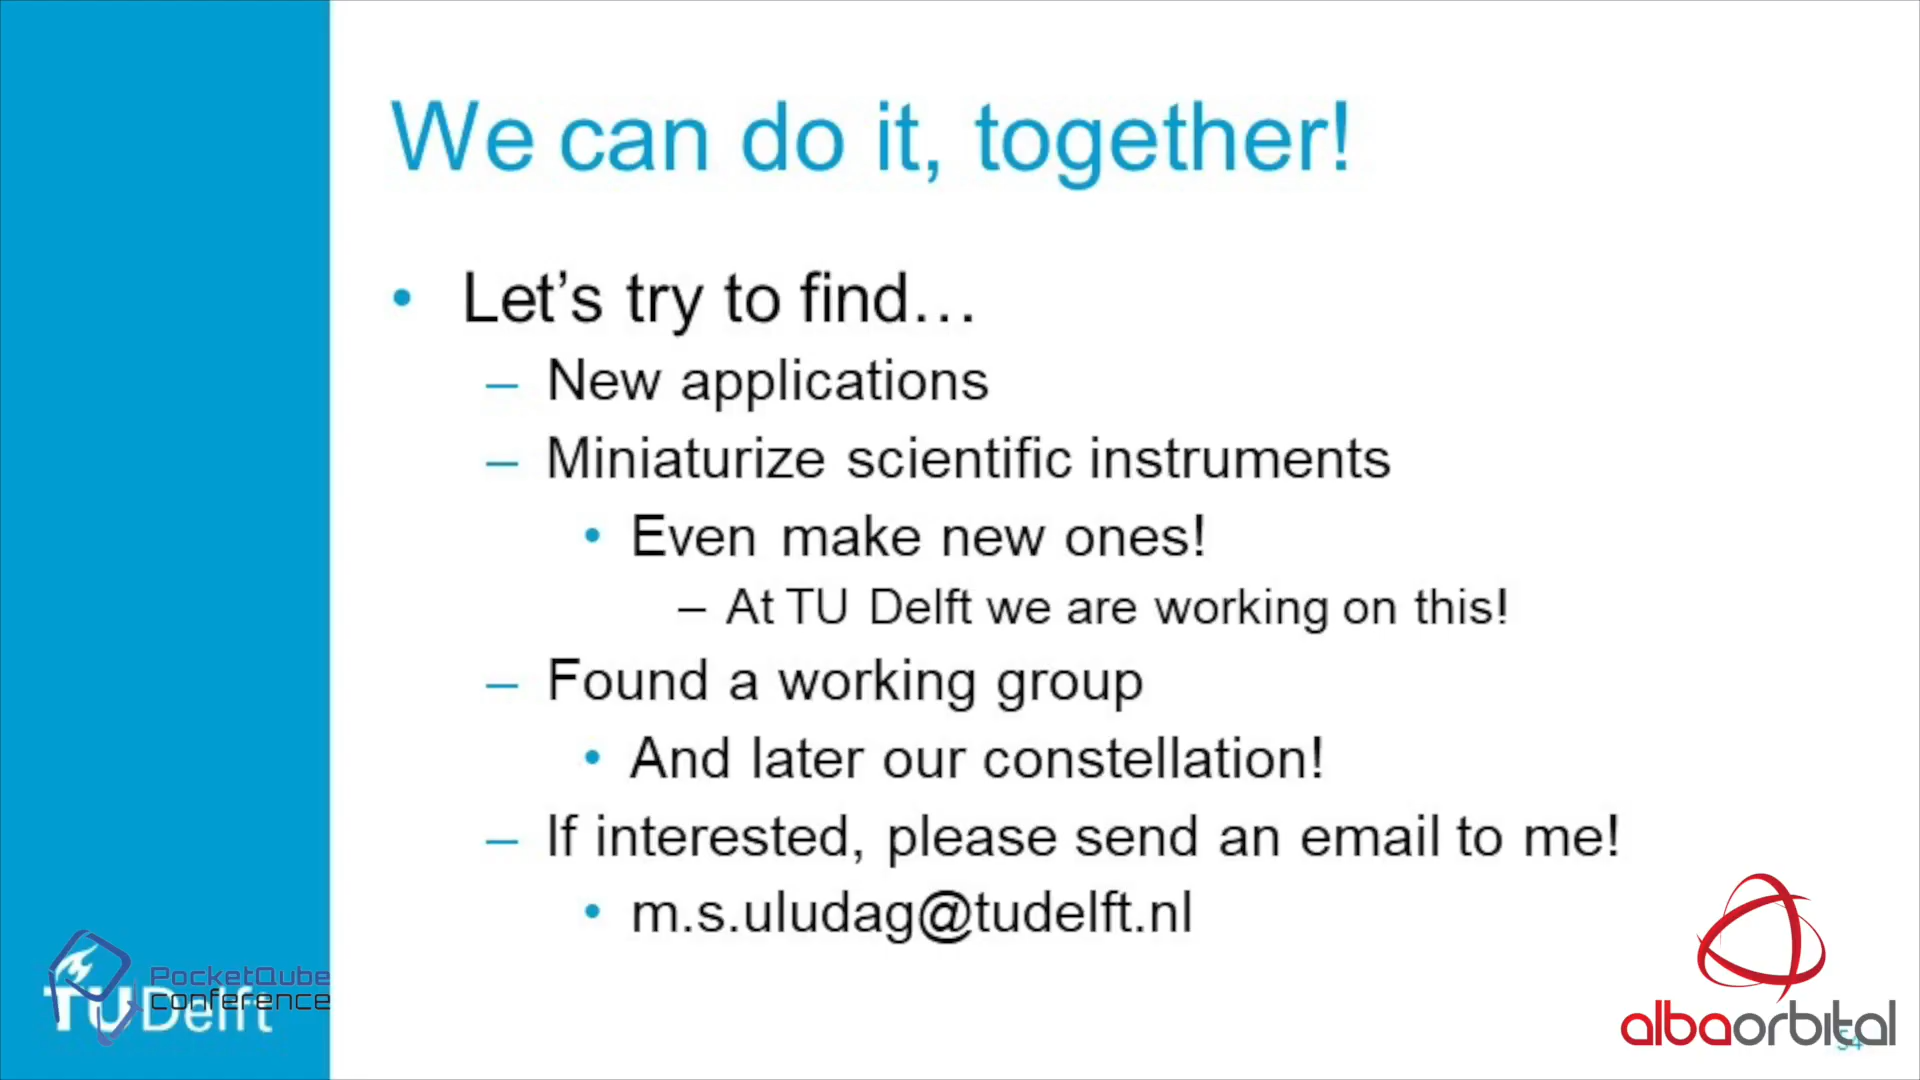 We can do it, together!
• Let's try to find…
– New applications
– Miniaturize scientific instruments
• Even make new ones!
– At TU Delft we are working on this!
– Found a working group
• And later our constellation!
– If interested, please send an email to me!
• m.s.uludag@tudelft.nl
PocketQube
conference
TU Delft
albaorbital
54